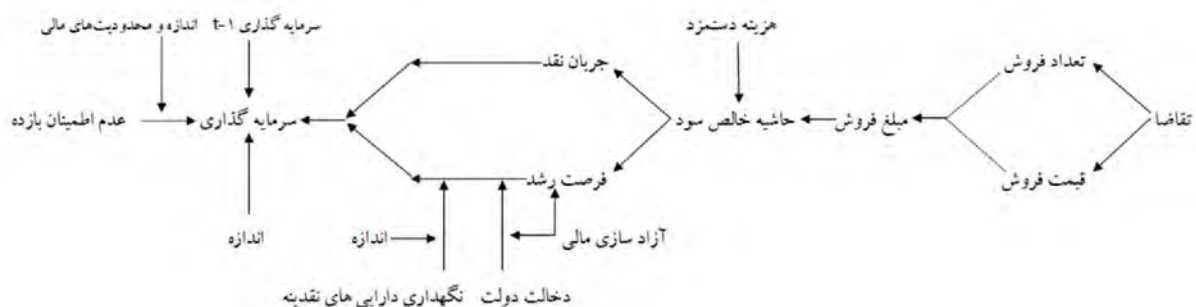 هزینه دستمزد
سرمایه گذاری t-۱
اندازه و محدودیت‌های مالی
تعداد فروش
جریان نقد
تقاضا
مبلغ فروش
حاشیه خالص سود
سرمایه گذاری
عدم اطمینان بازده
قیمت فروش
فرصت رشد
آزاد سازی مالی
اندازه
اندازه
دخالت دولت
نگهداری دارایی های نقدینه